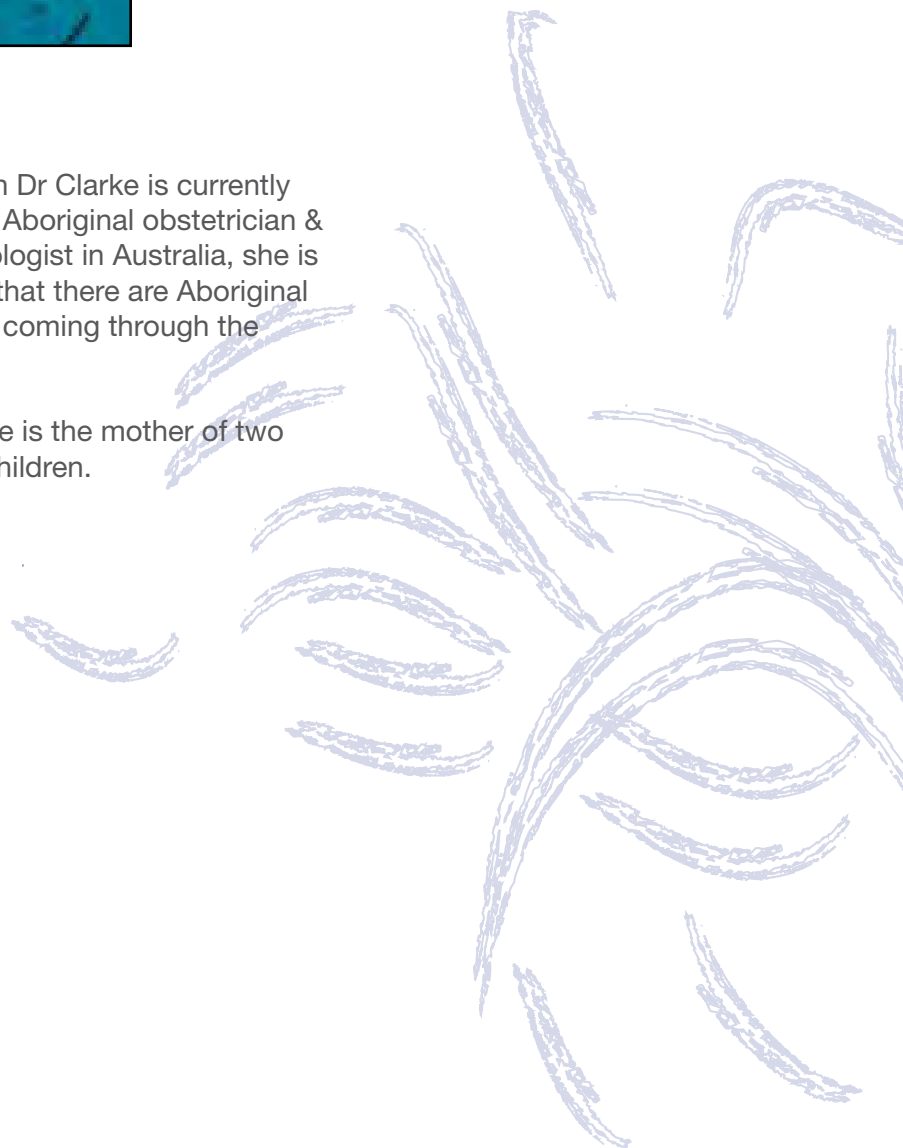 n Dr Clarke is currently
Aboriginal obstetrician &
ologist in Australia, she is
that there are Aboriginal
coming through the
e is the mother of two
hildren.